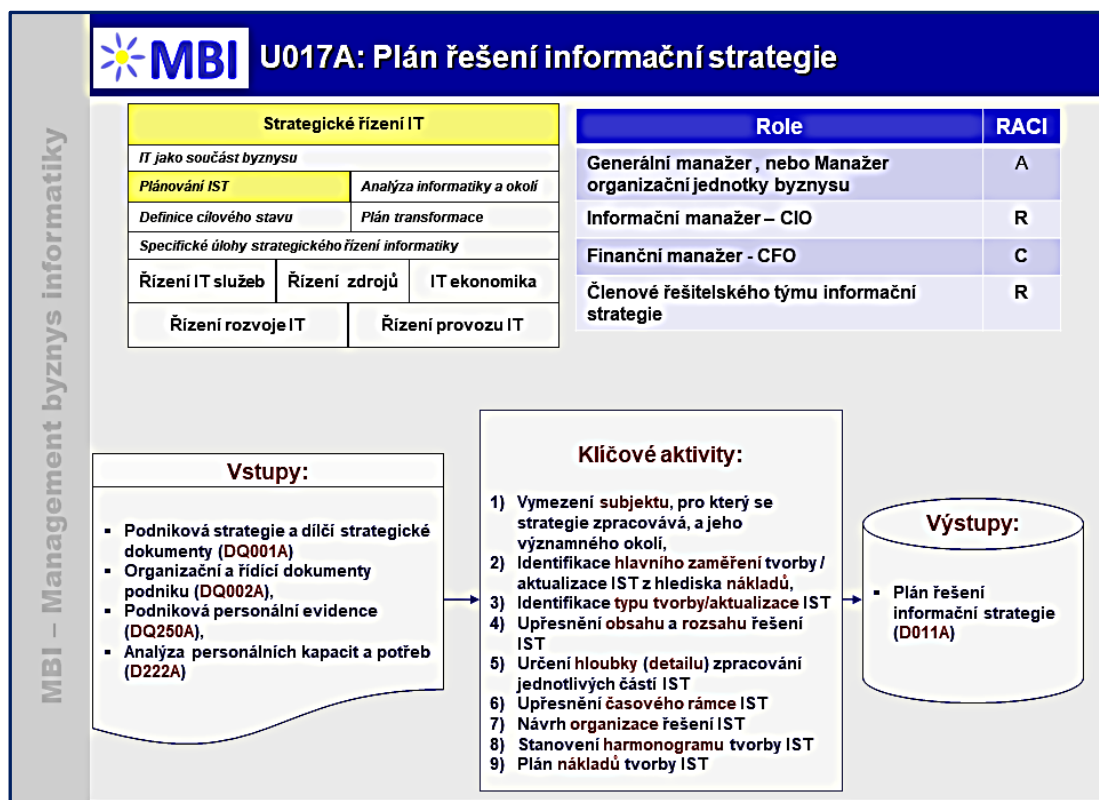 MBI – Management byznys informatiky
MBI
U017A: Plán řešení informační strategie
Strategické řízení IT
IT jako součást byznysu
Plánování IST
Analýza informatiky a okolí
Definice cílového stavu
Plán transformace
Specifické úlohy strategického řízení informatiky
Řízení IT služeb
Řízení zdrojů
IT ekonomika
Řízení rozvoje IT
Řízení provozu IT
Role RACI
Generální manažer , nebo Manažer A
organizační jednotky byznysu
Informační manažer – CIO R
Finanční manažer - CFO C
Členové řešitelského týmu informační R
strategie
Vstupy:
▪ Podniková strategie a dílčí strategické
dokumenty (DQ001A)
▪ Organizační a řídící dokumenty
podniku (DQ002A),
▪ Podniková personální evidence
(DQ250A),
▪ Analýza personálních kapacit a potřeb
(D222A)
Klíčové aktivity:
1) Vymezení subjektu, pro který se
strategie zpracovává, a jeho
významného okolí,
2) Identifikace hlavního zaměření tvorby /
aktualizace IST z hlediska nákladů,
3) Identifikace typu tvorby/aktualizace IST
4) Upřesnění obsahu a rozsahu řešení
IST
5) Určení hloubky (detailu) zpracování
jednotlivých částí IST
6) Upřesnění časového rámce IST
7) Návrh organizace řešení IST
8) Stanovení harmonogramu tvorby IST
9) Plán nákladů tvorby IST
Výstupy:
▪ Plán řešení
informační strategie
(D011A)